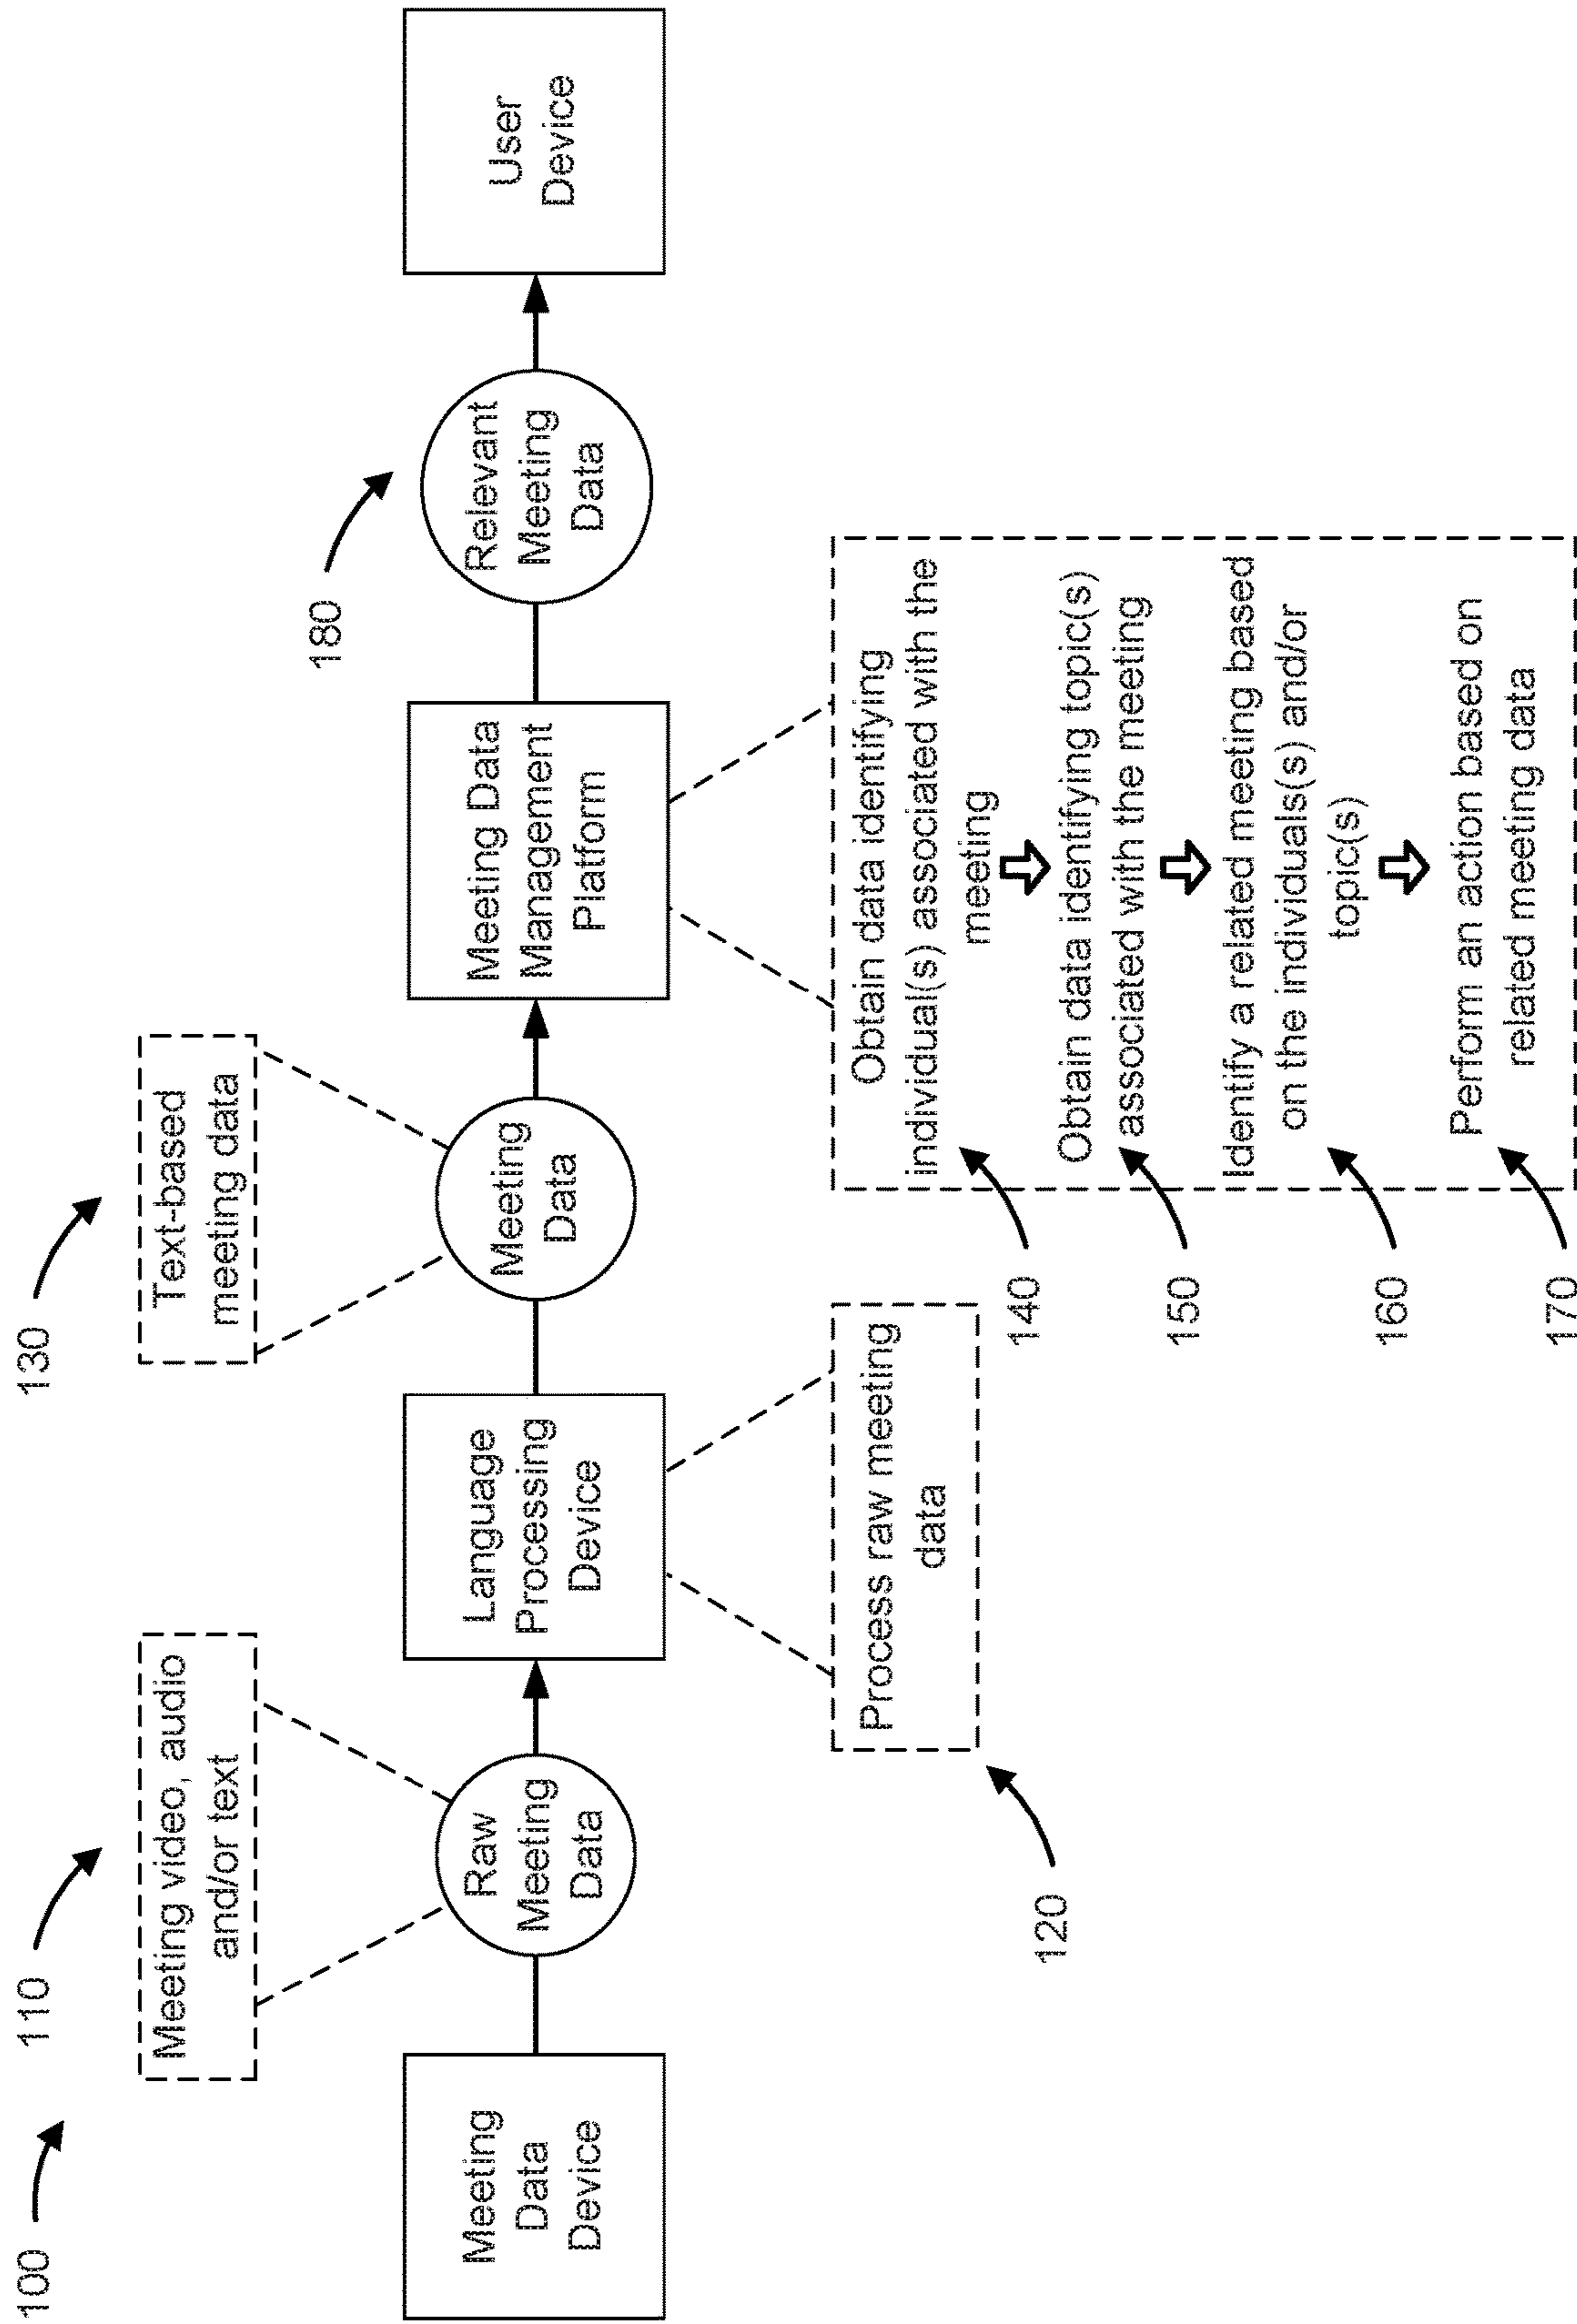 100
110
Meeting video, audio
and/or text
130
Text-based
meeting data
180
Meeting
Data
Device
Raw
Meeting
Data
Language
Processing
Device
Meeting
Data
Meeting Data
Management
Platform
Relevant
Meeting
Data
User
Device
120
Process raw meeting
data
140
Obtain data identifying
individual(s) associated with the
meeting
150
Obtain data identifying topic(s)
associated with the meeting
160
Identify a related meeting based
on the individuals(s) and/or
topic(s)
170
Perform an action based on
related meeting data